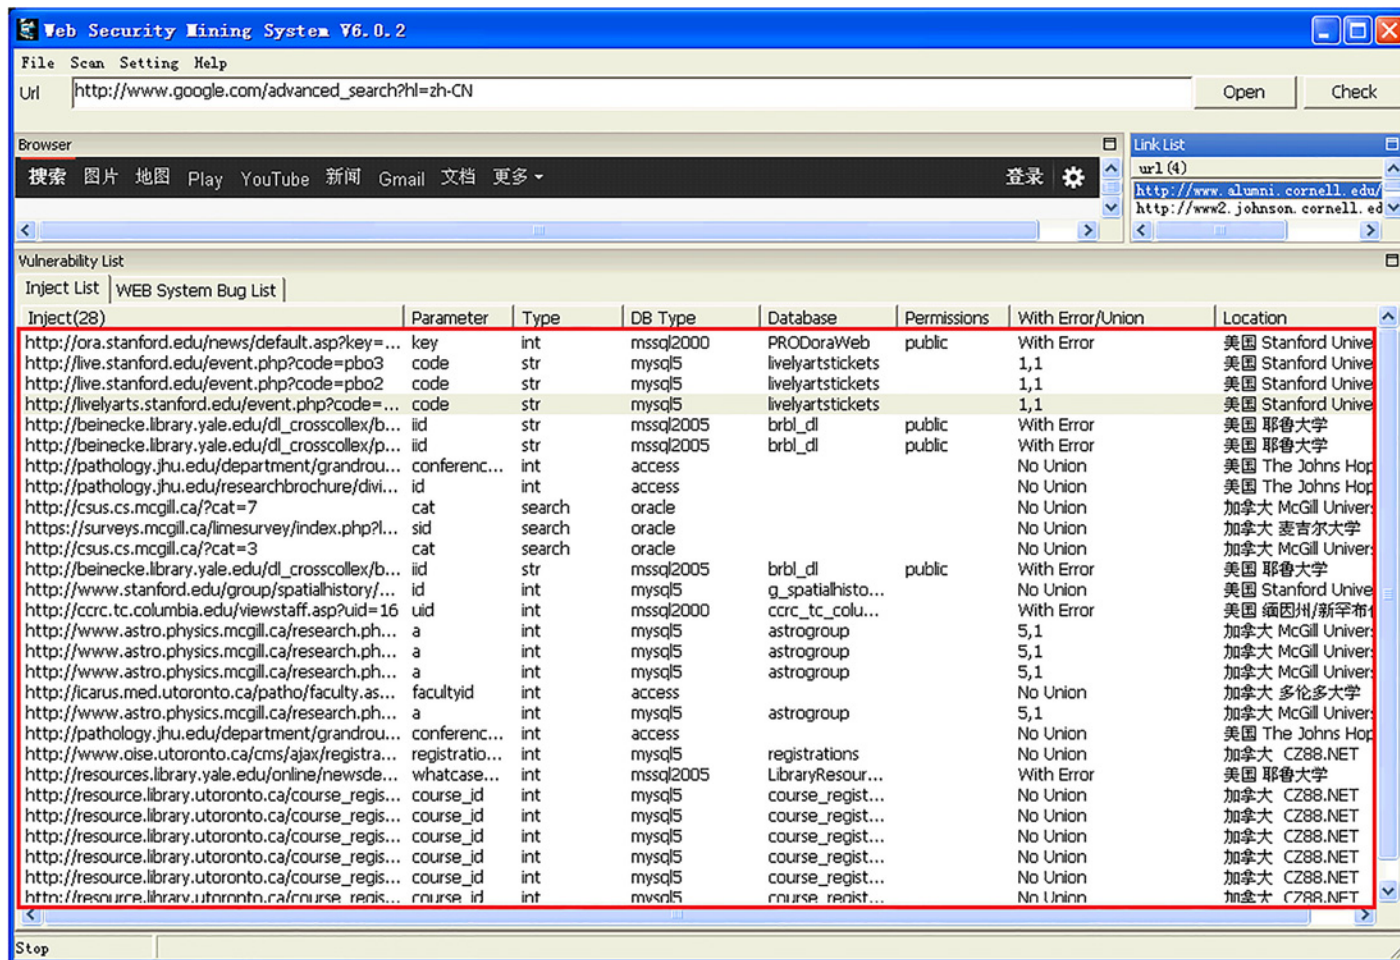 Web Security Mining System V6.0.2
File Scan Setting Help
Url http://www.google.com/advanced_search?hl=zh-CN Open Check
Browser
搜索 图片 地图 Play YouTube 新闻 Gmail 文档 更多 登录
Link List
url(4)
http://www.alumni.cornell.edu/
http://www2.johnson.cornell.ed
Vulnerability List
Inject List WEB System Bug List
Inject(28) Parameter Type DB Type Database Permissions With Error/Union Location
http://ora.stanford.edu/news/default.asp?key=... key int mssql2000 PRODoraWeb public With Error 美国 Stanford Unive
http://live.stanford.edu/event.php?code=pbo3 code str mysql5 livelyartstickets 1,1 美国 Stanford Unive
http://live.stanford.edu/event.php?code=pbo2 code str mysql5 livelyartstickets 1,1 美国 Stanford Unive
http://livelyarts.stanford.edu/event.php?code=... code str mysql5 livelyartstickets 1,1 美国 Stanford Unive
http://beinecke.library.yale.edu/dl_crosscollex/b... iid str mssql2005 brbl_dl public With Error 美国 耶鲁大学
http://beinecke.library.yale.edu/dl_crosscollex/p... iid str mssql2005 brbl_dl public With Error 美国 耶鲁大学
http://pathology.jhu.edu/department/grandrou... conferenc... int access No Union 美国 The Johns Hop
http://pathology.jhu.edu/researchbrochure/divi... id int access No Union 美国 The Johns Hop
http://csus.cs.mcgill.ca/?cat=7 cat search oracle No Union 加拿大 McGill Univer
https://surveys.mcgill.ca/limesurvey/index.php?l... sid search oracle No Union 加拿大 麦吉尔大学
http://csus.cs.mcgill.ca/?cat=3 cat search oracle No Union 加拿大 McGill Univer
http://beinecke.library.yale.edu/dl_crosscollex/b... iid str mssql2005 brbl_dl public With Error 美国 耶鲁大学
http://www.stanford.edu/group/spatialhistory/... id int mysql5 g_spatialhisto... No Union 美国 Stanford Unive
http://ccrc.tc.columbia.edu/viewstaff.asp?uid=16 uid int mssql2000 ccrc_tc_colu... With Error 美国 缅因州/新罕布什
http://www.astro.physics.mcgill.ca/research.ph... a int mysql5 astrogroup 5,1 加拿大 McGill Univer
http://www.astro.physics.mcgill.ca/research.ph... a int mysql5 astrogroup 5,1 加拿大 McGill Univer
http://www.astro.physics.mcgill.ca/research.ph... a int mysql5 astrogroup 5,1 加拿大 McGill Univer
http://icarus.med.utoronto.ca/patho/faculty.as... facultyid int access No Union 加拿大 多伦多大学
http://www.astro.physics.mcgill.ca/research.ph... a int mysql5 astrogroup 5,1 加拿大 McGill Univer
http://pathology.jhu.edu/department/grandrou... conferenc... int access No Union 美国 The Johns Hop
http://www.oise.utoronto.ca/cms/ajax/registra... registratio... int mysql5 registrations No Union 加拿大 CZ88.NET
http://resources.library.yale.edu/online/newsde... whatcase... int mssql2005 LibraryResour... With Error 美国 耶鲁大学
http://resource.library.utoronto.ca/course_regis... course_id int mysql5 course_regist... No Union 加拿大 CZ88.NET
http://resource.library.utoronto.ca/course_regis... course_id int mysql5 course_regist... No Union 加拿大 CZ88.NET
http://resource.library.utoronto.ca/course_regis... course_id int mysql5 course_regist... No Union 加拿大 CZ88.NET
http://resource.library.utoronto.ca/course_regis... course_id int mysql5 course_regist... No Union 加拿大 CZ88.NET
http://resource.library.utoronto.ca/course_regis... course_id int mysql5 course_regist... No Union 加拿大 CZ88.NET
http://resource.library.utoronto.ca/course_regis... course_id int mysql5 course_regist... No Union 加拿大 CZ88.NET
Stop